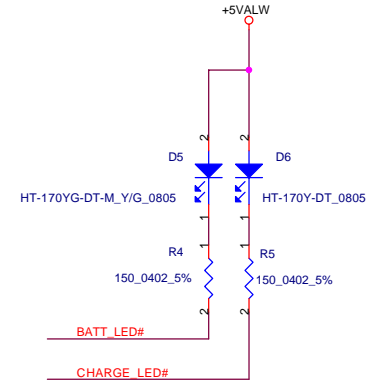 +5VALW
2
2
D5
D6
HT-170YG-DT-M_Y/G_0805
HT-170Y-DT_0805
1
1
1
1
R4
R5
150_0402_5%
150_0402_5%
2
2
BATT_LED#
CHARGE_LED#